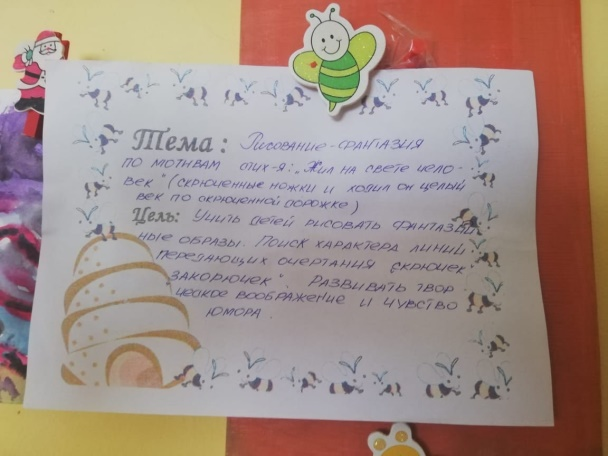 Тема: Рисование-фантазия
по мотивам стих-я: „Жил на свете чело-
век" (скрюченные ножки и ходил он целый
век по скрюченной дорожке)
Цель: Учить детей рисовать фантазий
ные образы. Поиск характера линий
передающих очертания „скрючек
закорючек". Развивать твор
ческое воображение и чувство
юмора.